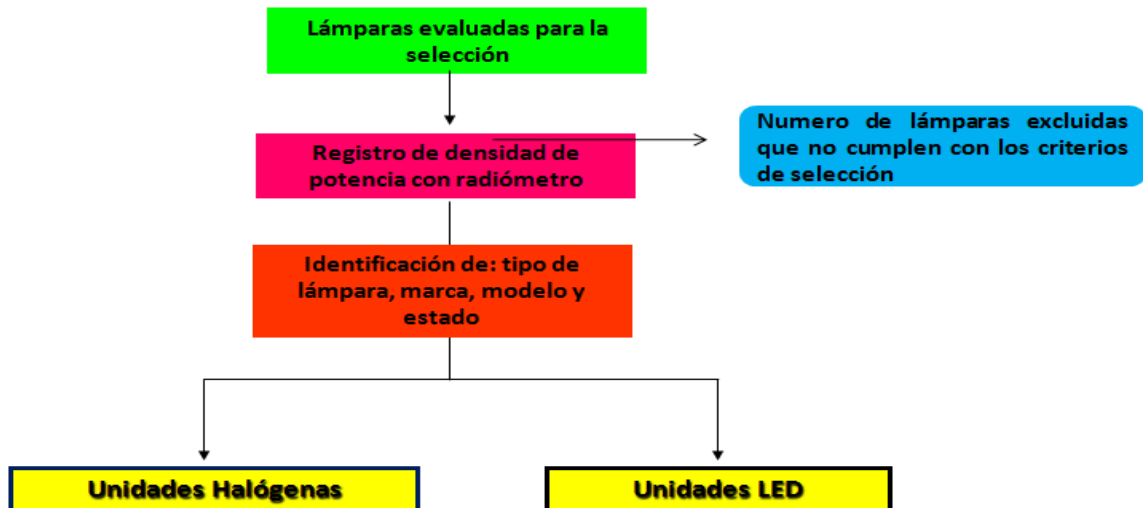 Lámparas evaluadas para la
selección
Registro de densidad de
potencia con radiómetro
Numero de lámparas excluidas
que no cumplen con los criterios
de selección
Identificación de: tipo de
lámpara, marca, modelo y
estado
Unidades Halógenas
Unidades LED